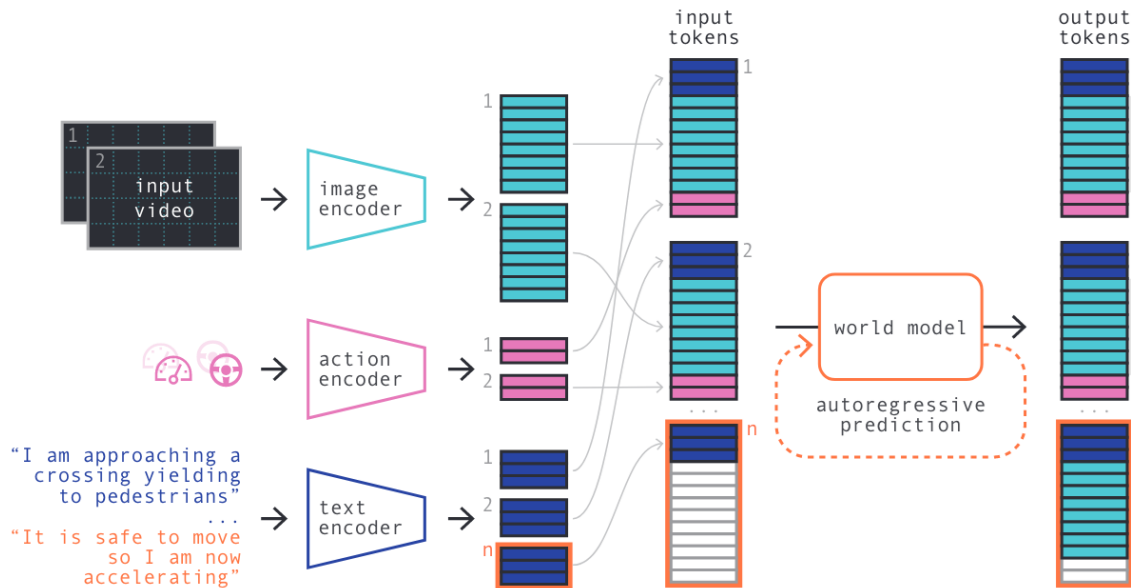 input
tokens
output
tokens
1
2
input
video
image
encoder
1
2
1
2
action
encoder
1
2
world model
autoregressive
prediction
...
...
n
“I am approaching a
crossing yielding
to pedestrians”
...
“It is safe to move
so I am now
accelerating”
text
encoder
1
2
n